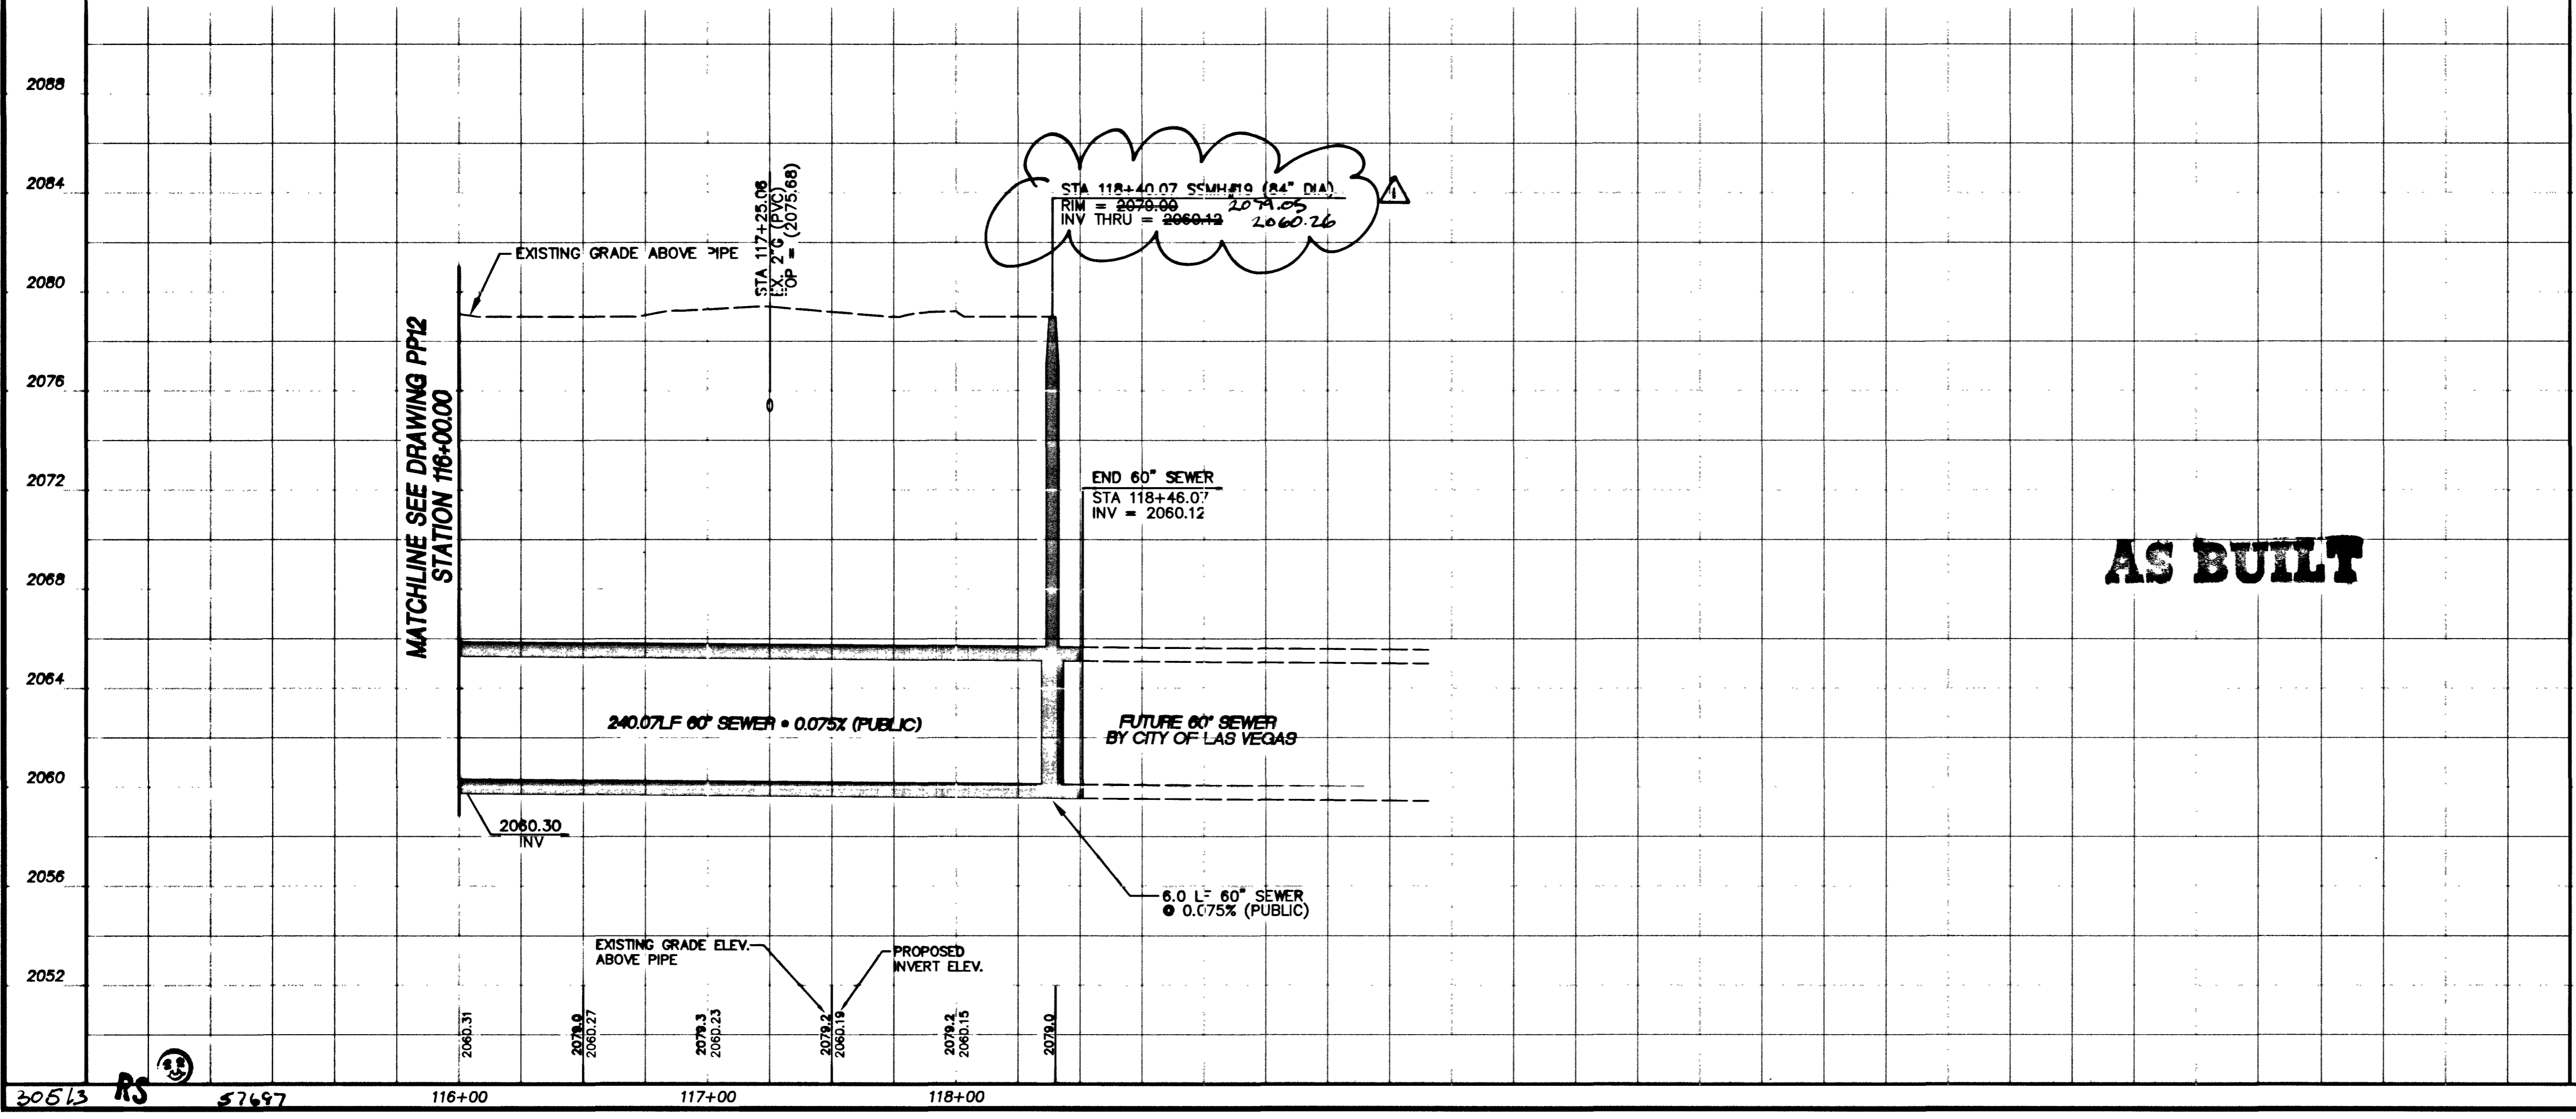 2088
2084
2080
2076
2072
2068
2064
2060
2056
2052
MATCHLINE SEE DRAWING PP12
STATION 116+00.00
EXISTING GRADE ABOVE PIPE
STA 117+25.06
EX. 2" G (PVC)
TOP = (2075.68)
STA 118+40.07 SSMH#19 (84" DIA)
RIM = 2079.00 2079.05
INV THRU = 2060.12 2060.26
1
END 60" SEWER
STA 118+46.07
INV = 2060.12
AS BUILT
240.07LF 60" SEWER @ 0.075% (PUBLIC)
FUTURE 60" SEWER
BY CITY OF LAS VEGAS
2060.30
INV
6.0 LF 60" SEWER
@ 0.075% (PUBLIC)
EXISTING GRADE ELEV.
ABOVE PIPE
PROPOSED
INVERT ELEV.
2060.31
2079.0
2060.27
2079.3
2060.23
2079.2
2060.19
2079.2
2060.15
2079.0
30513 RS 57697
116+00 117+00 118+00